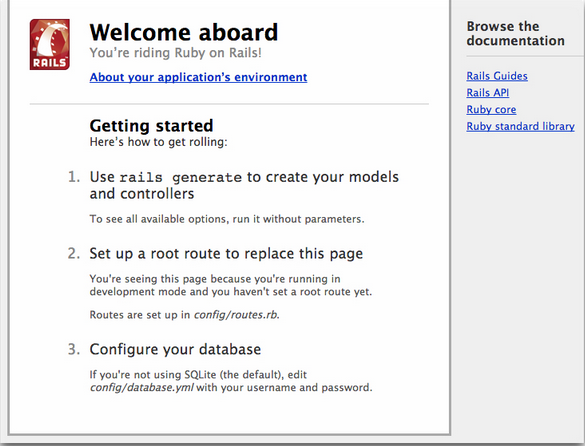 RAILS
Welcome aboard
You're riding Ruby on Rails!
About your application's environment
Getting started
Here's how to get rolling:
1. Use rails generate to create your models
and controllers
To see all available options, run it without parameters.
2. Set up a root route to replace this page
You're seeing this page because you're running in
development mode and you haven't set a root route yet.
Routes are set up in config/routes.rb.
3. Configure your database
If you're not using SQLite (the default), edit
config/database.yml with your username and password.
Browse the
documentation
Rails Guides
Rails API
Ruby core
Ruby standard library